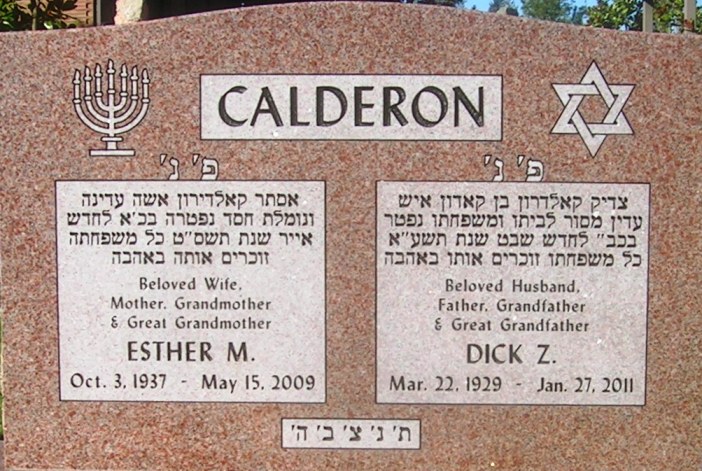 CALDERON
פ׳ נ׳
אסתר קאלדירון אשה עדינה
וגומלת חסד נפטרה בכ׳א לחדש
אייר שנת תשס״ט כל משפחתה
זוכרים אותה באהבה
Beloved Wife,
Mother, Grandmother
& Great Grandmother
ESTHER M.
Oct. 3, 1937 - May 15, 2009
פ׳ נ׳
צדיק קאלדרון בן קאדון איש
עדין מסור לביתו ומשפחתו נפטר
בכב״ לחדש שבט שנת תשע״א
כל משפחתו זוכרים אותו באהבה
Beloved Husband,
Father, Grandfather
& Great Grandfather
DICK Z.
Mar. 22, 1929 - Jan. 27, 2011
ת׳ נ׳ צ׳ ב׳ ה׳